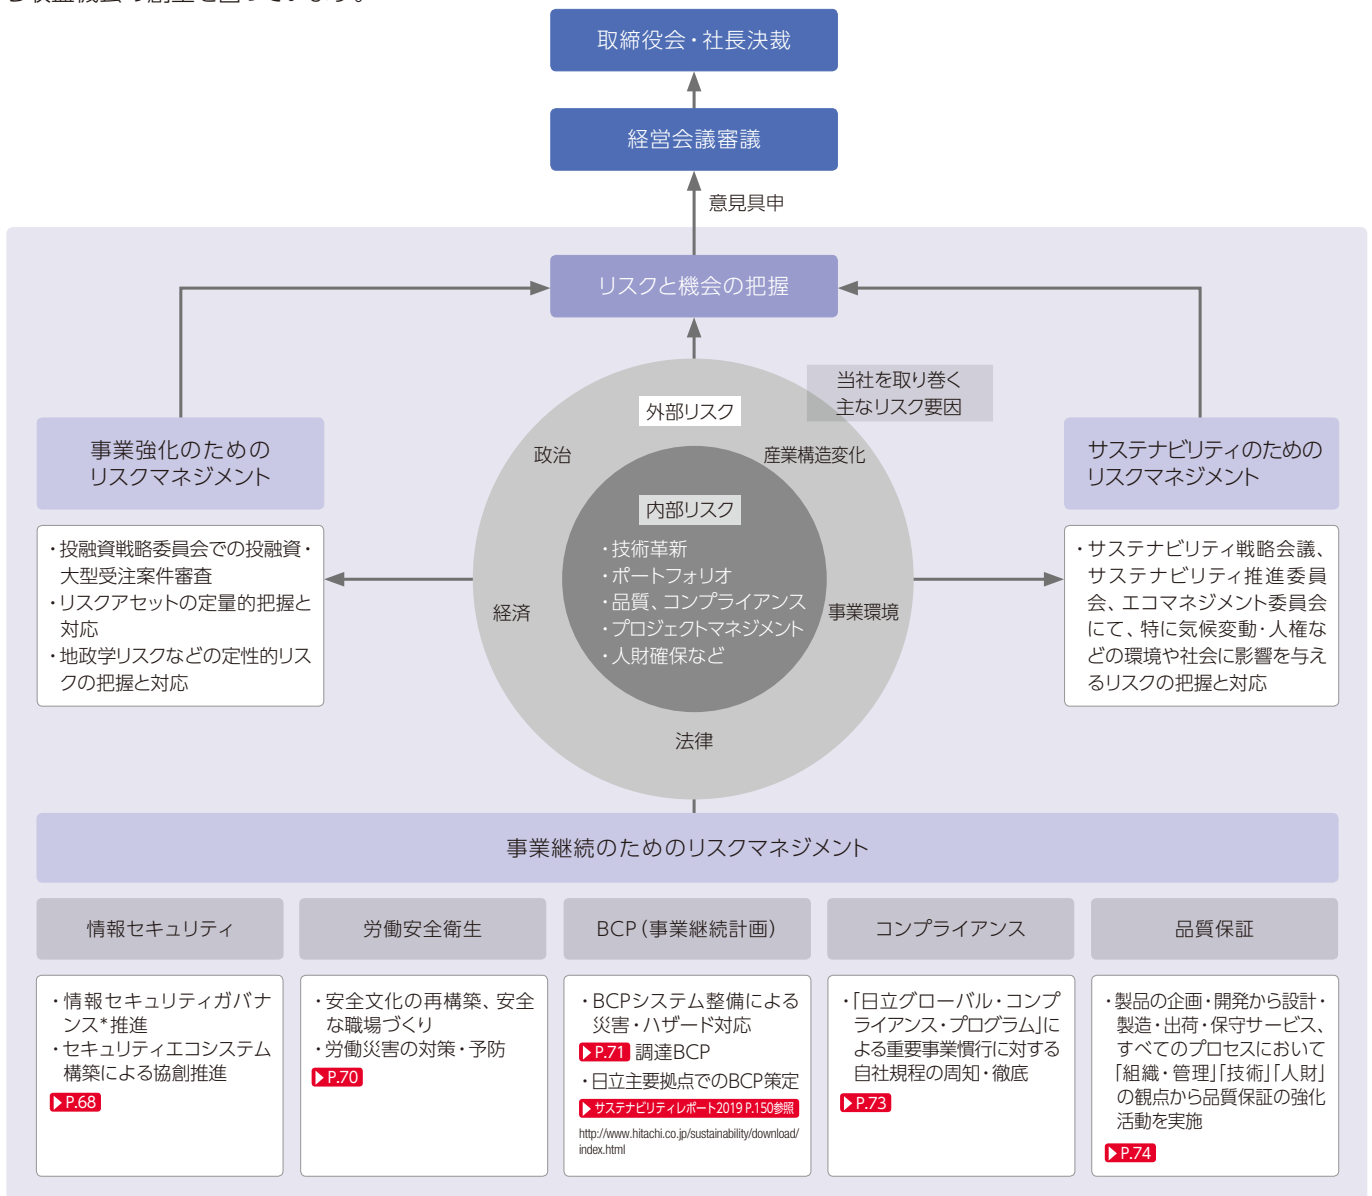 る収益機会の創生を図っています。
取締役会・社長決裁
経営会議審議
意見具申
リスクと機会の把握
当社を取り巻く
主なリスク要因
外部リスク
政治
産業構造変化
経済
事業環境
法律
内部リスク
・技術革新
・ポートフォリオ
・品質、コンプライアンス
・プロジェクトマネジメント
・人財確保など
事業強化のための
リスクマネジメント
・投融資戦略委員会での投融資・
大型受注案件審査
・リスクアセットの定量的把握と
対応
・地政学リスクなどの定性的リス
クの把握と対応
サステナビリティのための
リスクマネジメント
・サステナビリティ戦略会議、
サステナビリティ推進委員
会、エコマネジメント委員会
にて、特に気候変動・人権な
どの環境や社会に影響を与え
るリスクの把握と対応
事業継続のためのリスクマネジメント
情報セキュリティ
・情報セキュリティガバナ
ンス*推進
・セキュリティエコシステム
構築による協創推進
▶P.68
労働安全衛生
・安全文化の再構築、安全
な職場づくり
・労働災害の対策・予防
▶P.70
BCP（事業継続計画）
・BCPシステム整備による
災害・ハザード対応
▶P.71 調達BCP
・日立主要拠点でのBCP策定
▶サステナビリティレポート2019 P.150参照
http://www.hitachi.co.jp/sustainability/download/
index.html
コンプライアンス
・「日立グローバル・コンプ
ライアンス・プログラム」に
よる重要事業慣行に対する
自社規程の周知・徹底
▶P.73
品質保証
・製品の企画・開発から設計・
製造・出荷・保守サービス、
すべてのプロセスにおいて
「組織・管理」「技術」「人財」
の観点から品質保証の強化
活動を実施
▶P.74